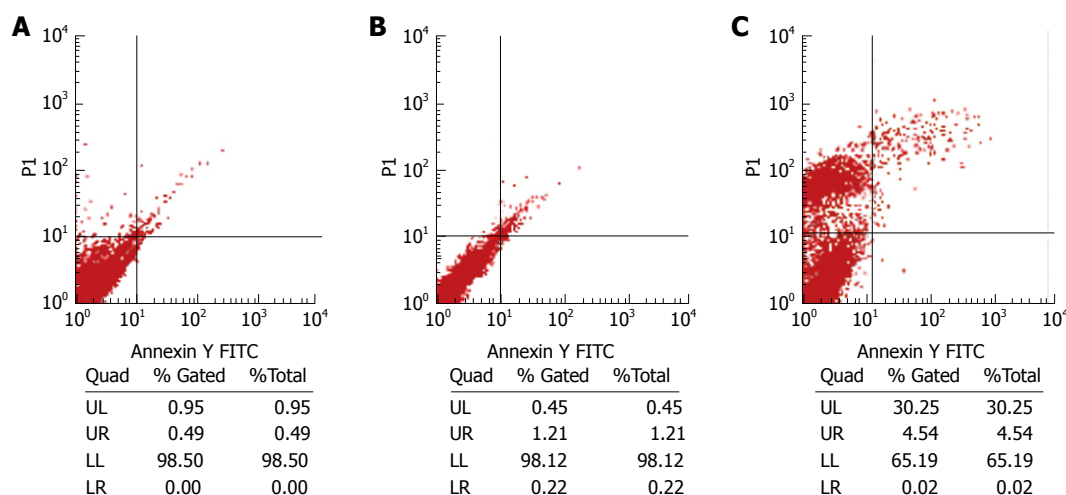 A
10⁴
10³
10²
10¹
10⁰
P1
10⁰ 10¹ 10² 10³ 10⁴
Annexin Y FITC
Quad % Gated %Total
UL 0.95 0.95
UR 0.49 0.49
LL 98.50 98.50
LR 0.00 0.00
B
10⁴
10³
10²
10¹
10⁰
P1
10⁰ 10¹ 10² 10³ 10⁴
Annexin Y FITC
Quad % Gated %Total
UL 0.45 0.45
UR 1.21 1.21
LL 98.12 98.12
LR 0.22 0.22
C
10⁴
10³
10²
10¹
10⁰
P1
10⁰ 10¹ 10² 10³ 10⁴
Annexin Y FITC
Quad % Gated %Total
UL 30.25 30.25
UR 4.54 4.54
LL 65.19 65.19
LR 0.02 0.02